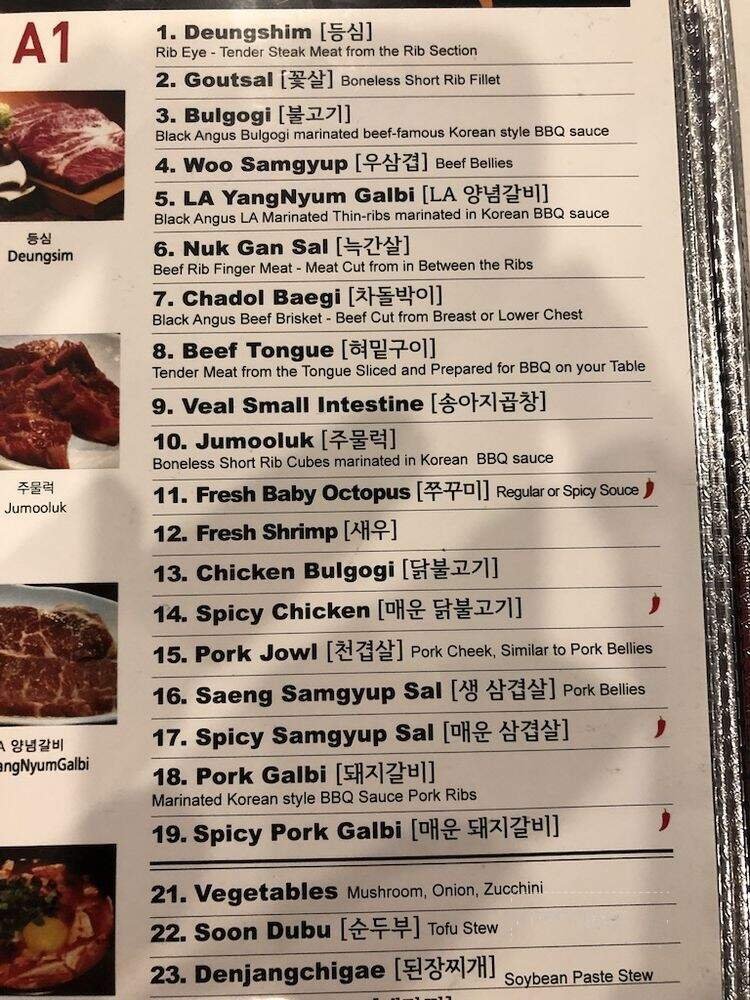 A1
1. Deungshim [등심]
Rib Eye - Tender Steak Meat from the Rib Section
2. Goutsal [꽃살] Boneless Short Rib Fillet
3. Bulgogi [불고기]
Black Angus Bulgogi marinated beef-famous Korean style BBQ sauce
4. Woo Samgyup [우삼겹] Beef Bellies
5. LA YangNyum Galbi [LA 양념갈비]
Black Angus LA Marinated Thin-ribs marinated in Korean BBQ sauce
등심
Deungsim
6. Nuk Gan Sal [늑간살]
Beef Rib Finger Meat - Meat Cut from in Between the Ribs
7. Chadol Baegi [차돌박이]
Black Angus Beef Brisket - Beef Cut from Breast or Lower Chest
8. Beef Tongue [혀밑구이]
Tender Meat from the Tongue Sliced and Prepared for BBQ on your Table
9. Veal Small Intestine [송아지곱창]
10. Jumooluk [주물럭]
Boneless Short Rib Cubes marinated in Korean BBQ sauce
주물럭
Jumooluk
11. Fresh Baby Octopus [쭈꾸미] Regular or Spicy Souce
12. Fresh Shrimp [새우]
13. Chicken Bulgogi [닭불고기]
14. Spicy Chicken [매운 닭불고기]
15. Pork Jowl [천겹살] Pork Cheek, Similar to Pork Bellies
16. Saeng Samgyup Sal [생 삼겹살] Pork Bellies
17. Spicy Samgyup Sal [매운 삼겹살]
A 양념갈비
angNyumGalbi
18. Pork Galbi [돼지갈비]
Marinated Korean style BBQ Sauce Pork Ribs
19. Spicy Pork Galbi [매운 돼지갈비]
21. Vegetables Mushroom, Onion, Zucchini
22. Soon Dubu [순두부] Tofu Stew
23. Denjangchigae [된장찌개] Soybean Paste Stew